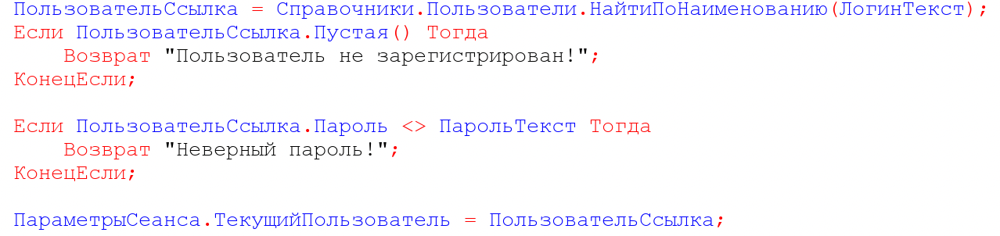 ПользовательСсылка = Справочники.Пользователи.НайтиПоНаименованию(ЛогинТекст);
Если ПользовательСсылка.Пустая() Тогда
    Возврат "Пользователь не зарегистрирован!";
КонецЕсли;

Если ПользовательСсылка.Пароль <> ПарольТекст Тогда
    Возврат "Неверный пароль!";
КонецЕсли;

ПараметрыСеанса.ТекущийПользователь = ПользовательСсылка;